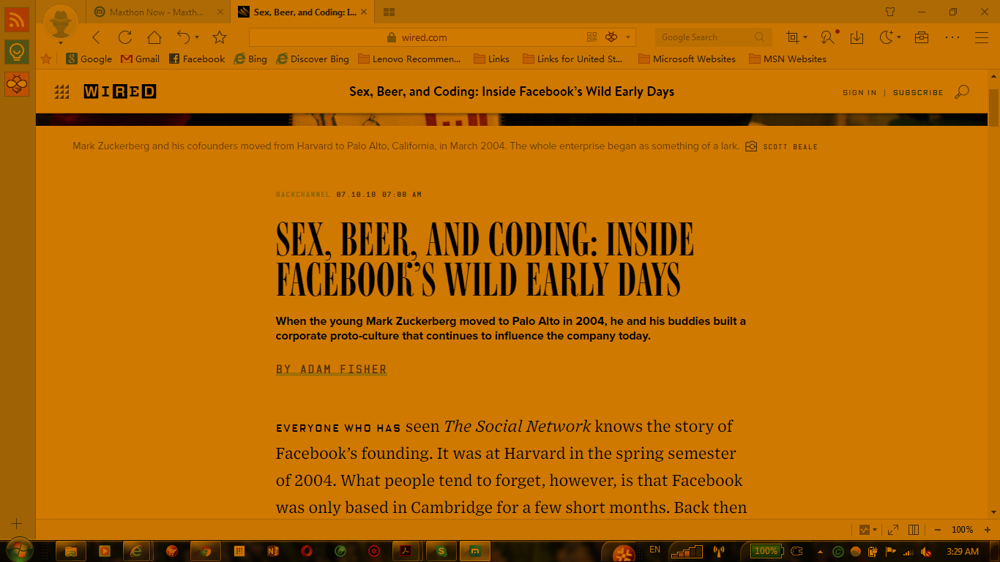 Maxthon Now - Maxth...
Sex, Beer, and Coding: I...
wired.com
Google Search
Google
Gmail
Facebook
Bing
Discover Bing
Lenovo Recommen...
Links
Links for United St...
Microsoft Websites
MSN Websites
WIRED
Sex, Beer, and Coding: Inside Facebook's Wild Early Days
SIGN IN | SUBSCRIBE
Mark Zuckerberg and his cofounders moved from Harvard to Palo Alto, California, in March 2004. The whole enterprise began as something of a lark. SCOTT BEALE
BACKCHANNEL 07.10.18 07:00 AM
SEX, BEER, AND CODING: INSIDE
FACEBOOK'S WILD EARLY DAYS
When the young Mark Zuckerberg moved to Palo Alto in 2004, he and his buddies built a
corporate proto-culture that continues to influence the company today.
BY ADAM FISHER
EVERYONE WHO HAS seen The Social Network knows the story of
Facebook's founding. It was at Harvard in the spring semester
of 2004. What people tend to forget, however, is that Facebook
was only based in Cambridge for a few short months. Back then
100%
EN
100%
3:29 AM